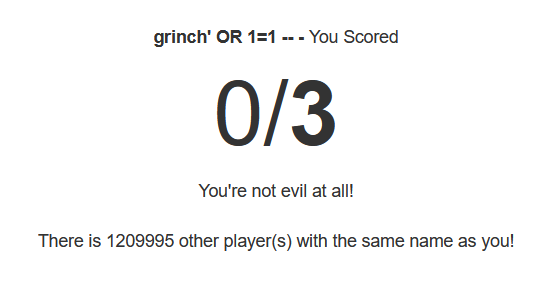 grinch' OR 1=1 -- - You Scored
0/3
You're not evil at all!
There is 1209995 other player(s) with the same name as you!